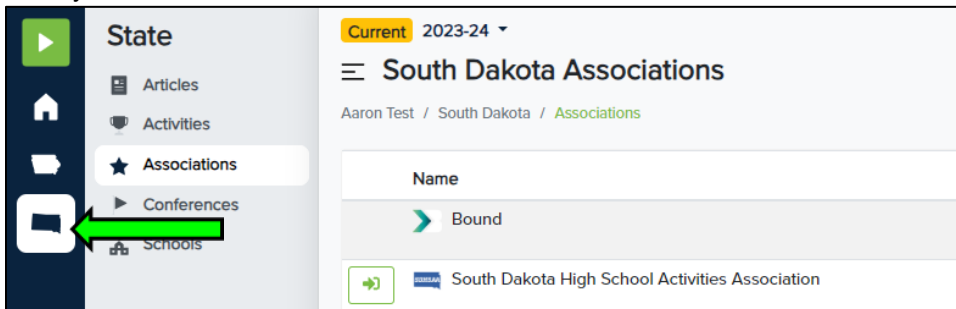 State
Articles
Activities
Associations
Conferences
Schools
Current 2023-24
South Dakota Associations
Aaron Test / South Dakota / Associations
Name
Bound
South Dakota High School Activities Association